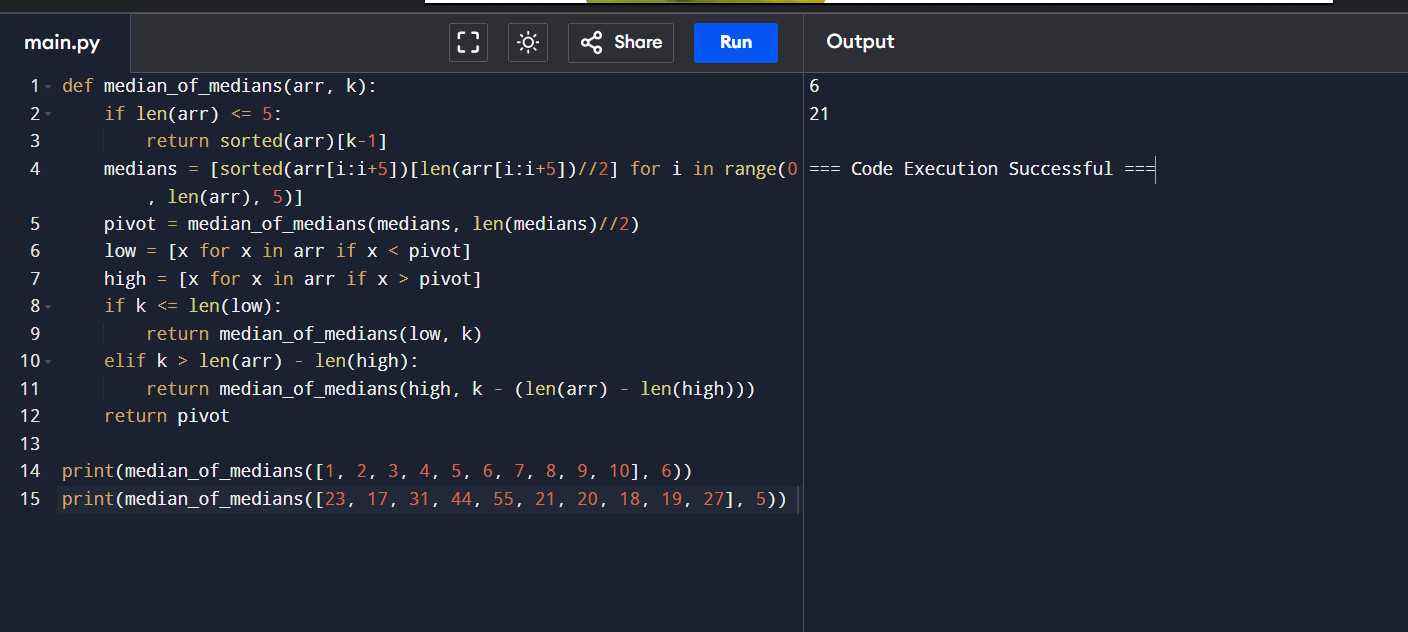 main.py
Share
Run
Output
1 def median_of_medians(arr, k):
2     if len(arr) <= 5:
3         return sorted(arr)[k-1]
4     medians = [sorted(arr[i:i+5])[len(arr[i:i+5])//2] for i in range(0
        , len(arr), 5)]
5     pivot = median_of_medians(medians, len(medians)//2)
6     low = [x for x in arr if x < pivot]
7     high = [x for x in arr if x > pivot]
8     if k <= len(low):
9         return median_of_medians(low, k)
10     elif k > len(arr) - len(high):
11         return median_of_medians(high, k - (len(arr) - len(high)))
12     return pivot
13
14 print(median_of_medians([1, 2, 3, 4, 5, 6, 7, 8, 9, 10], 6))
15 print(median_of_medians([23, 17, 31, 44, 55, 21, 20, 18, 19, 27], 5))
6
21
=== Code Execution Successful ===